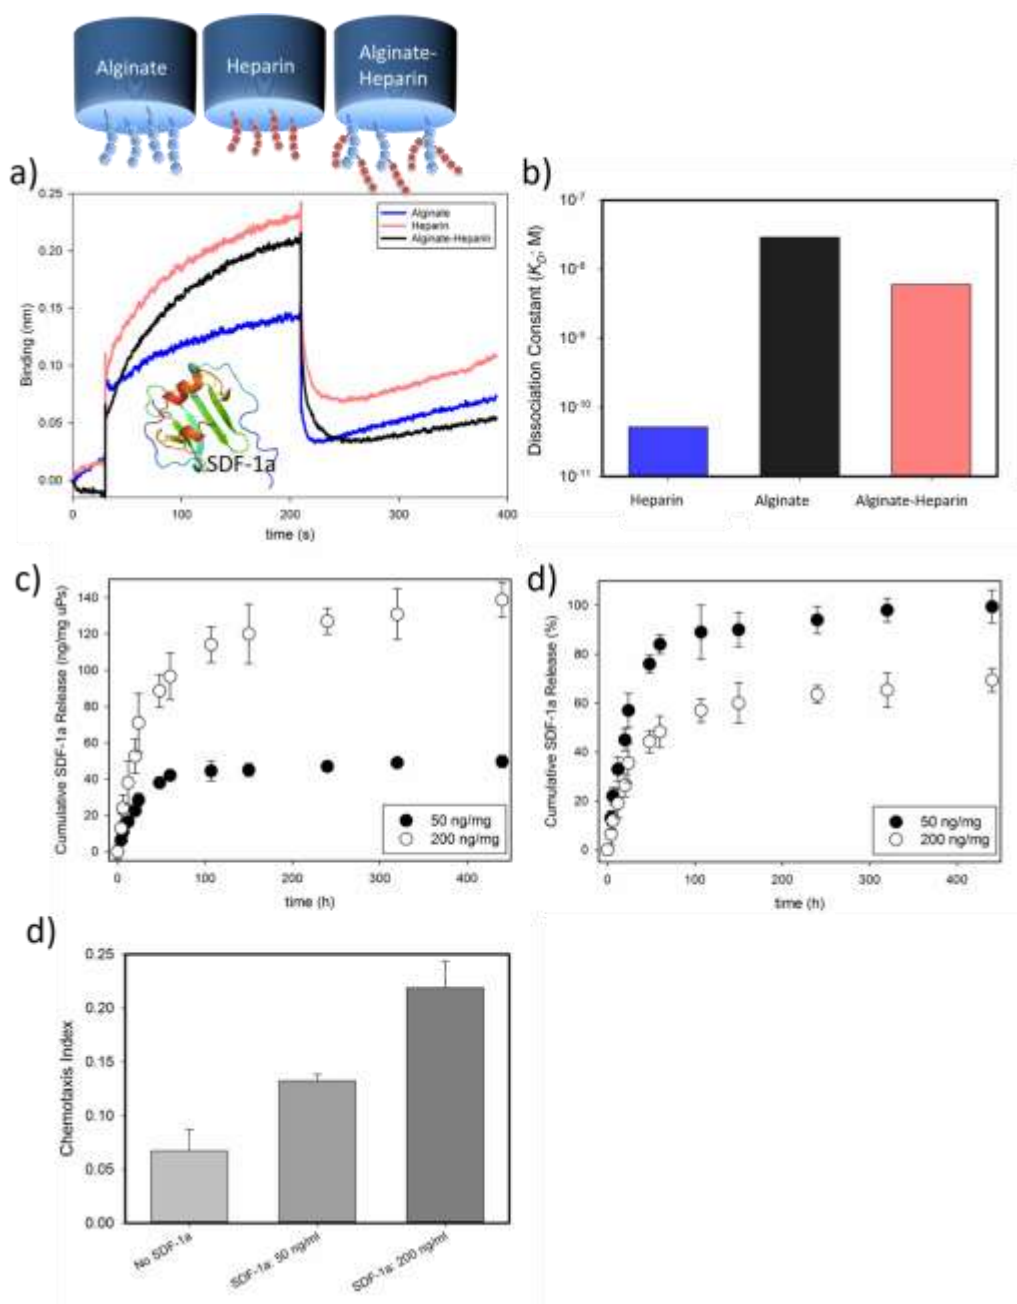 Alginate
Heparin
Alginate-
Heparin
a)
0.25
0.20
0.15
0.10
0.05
0.00
Binding (nm)
Alginate
Heparin
Alginate-Heparin
SDF-1a
0
100
200
300
400
time (s)
b)
10-7
10-8
10-9
10-10
10-11
Dissociation Constant (KD; M)
Heparin
Alginate
Alginate-Heparin
c)
140
120
100
80
60
40
20
0
Cumulative SDF-1a Release (ng/mg uPs)
50 ng/mg
200 ng/mg
0
100
200
300
400
time (h)
d)
100
80
60
40
20
0
Cumulative SDF-1a Release (%)
50 ng/mg
200 ng/mg
0
100
200
300
400
time (h)
d)
0.25
0.20
0.15
0.10
0.05
0.00
Chemotaxis Index
No SDF-1a
SDF-1a: 50 ng/ml
SDF-1a: 200 ng/ml